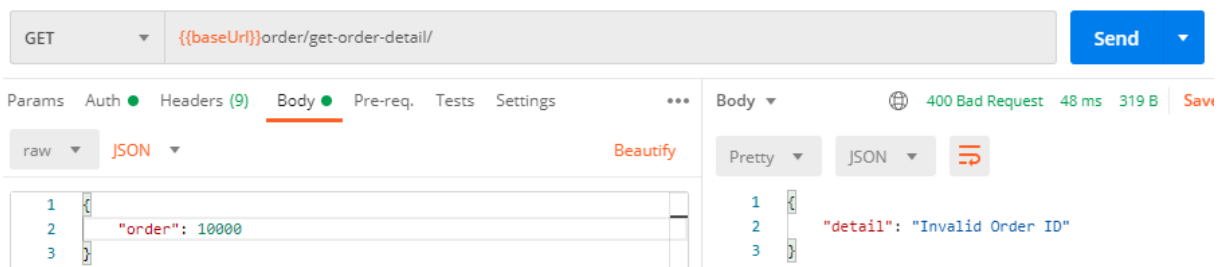 GET {{baseUrl}}order/get-order-detail/ Send
Params Auth Headers (9) Body Pre-req. Tests Settings ••• Body 400 Bad Request 48 ms 319 B Save
raw JSON Beautify Pretty JSON
1 {
2 "order": 10000
3 }
1 {
2 "detail": "Invalid Order ID"
3 }